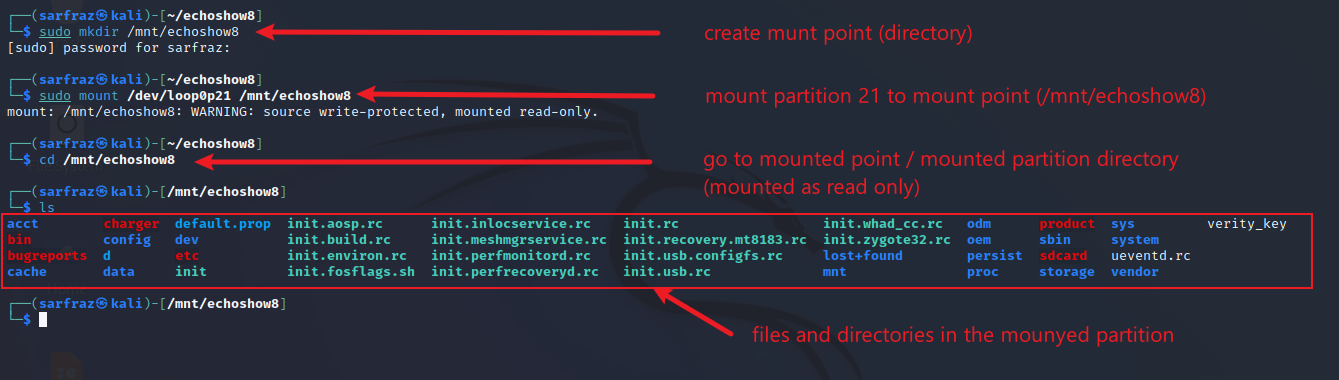 ┌──(sarfraz㉿kali)-[~/echoshow8]
└─$ sudo mkdir /mnt/echoshow8
create munt point (directory)
[sudo] password for sarfraz:
┌──(sarfraz㉿kali)-[~/echoshow8]
└─$ sudo mount /dev/loop0p21 /mnt/echoshow8
mount partition 21 to mount point (/mnt/echoshow8)
mount: /mnt/echoshow8: WARNING: source write-protected, mounted read-only.
┌──(sarfraz㉿kali)-[~/echoshow8]
└─$ cd /mnt/echoshow8
go to mounted point / mounted partition directory
(mounted as read only)
┌──(sarfraz㉿kali)-[/mnt/echoshow8]
└─$ ls
acct charger default.prop init.aosp.rc init.inlocservice.rc init.rc init.whad_cc.rc odm product sys verity_key
bin config dev init.build.rc init.meshmgrservice.rc init.recovery.mt8183.rc init.zygote32.rc oem sbin system
bugreports d etc init.environ.rc init.perfmonitord.rc init.usb.configfs.rc lost+found persist sdcard ueventd.rc
cache data init init.fosflags.sh init.perfrecoveryd.rc init.usb.rc mnt proc storage vendor
┌──(sarfraz㉿kali)-[/mnt/echoshow8]
└─$
files and directories in the mounyed partition